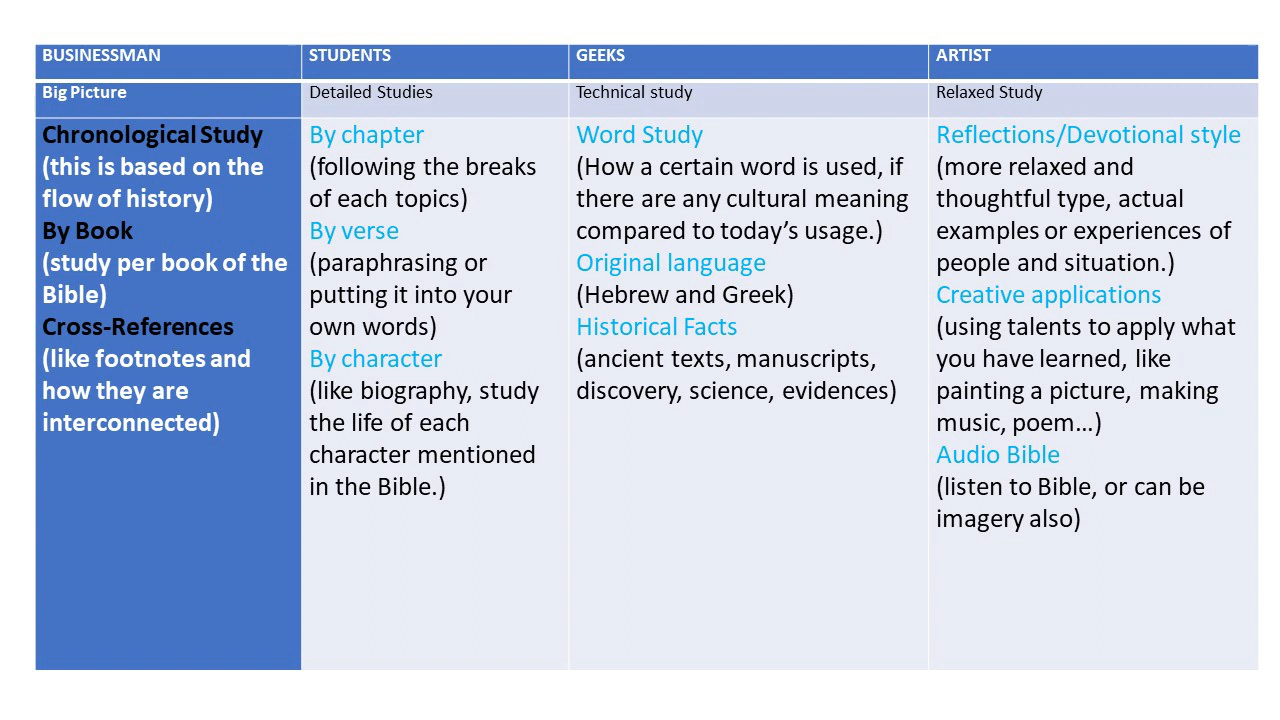 BUSINESSMAN
STUDENTS
GEEKS
ARTIST
Big Picture
Detailed Studies
Technical study
Relaxed Study
Chronological Study
(this is based on the
flow of history)
By Book
(study per book of the
Bible)
Cross-References
(like footnotes and
how they are
interconnected)
By chapter
(following the breaks
of each topics)
By verse
(paraphrasing or
putting it into your
own words)
By character
(like biography, study
the life of each
character mentioned
in the Bible.)
Word Study
(How a certain word is used, if
there are any cultural meaning
compared to today’s usage.)
Original language
(Hebrew and Greek)
Historical Facts
(ancient texts, manuscripts,
discovery, science, evidences)
Reflections/Devotional style
(more relaxed and
thoughtful type, actual
examples or experiences of
people and situation.)
Creative applications
(using talents to apply what
you have learned, like
painting a picture, making
music, poem…)
Audio Bible
(listen to Bible, or can be
imagery also)